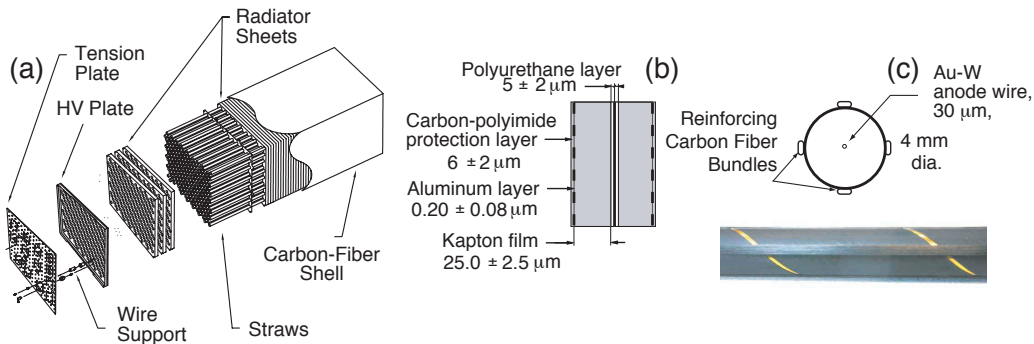 (a)
Radiator
Sheets
Tension
Plate
HV Plate
Wire
Support
Straws
Carbon-Fiber
Shell
(b)
Polyurethane layer
5 ± 2 μm
Carbon-polyimide
protection layer
6 ± 2 μm
Aluminum layer
0.20 ± 0.08 μm
Kapton film
25.0 ± 2.5 μm
(c)
Au-W
anode wire,
30 μm,
Reinforcing
Carbon Fiber
Bundles
4 mm
dia.